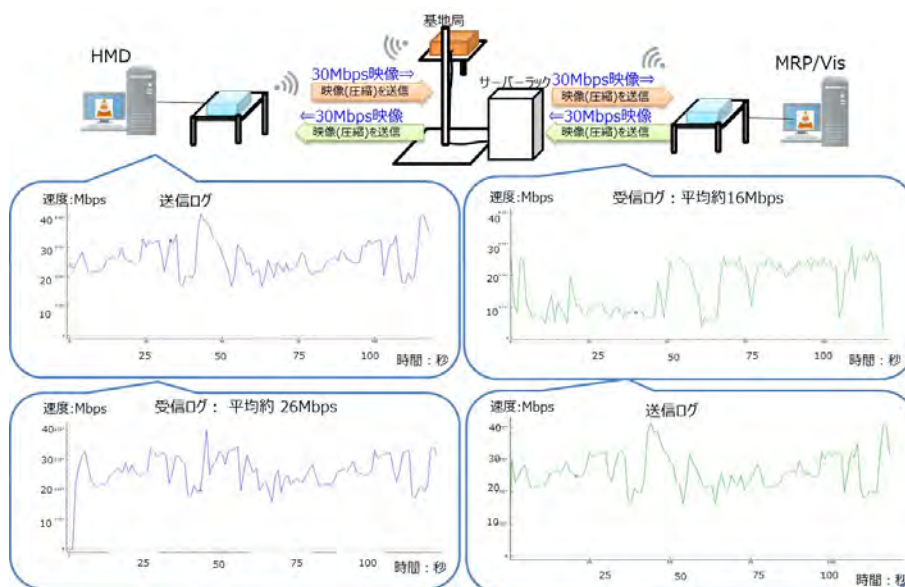 基地局
HMD
MRP/Vis
サーバーラック
30Mbps映像⇒
映像(圧縮)を送信
⇐30Mbps映像
映像(圧縮)を送信
30Mbps映像⇒
映像(圧縮)を送信
⇐30Mbps映像
映像(圧縮)を送信
速度:Mbps
送信ログ
40
30
20
10
25
50
75
100
時間：秒
速度:Mbps
受信ログ：平均約16Mbps
40
30
20
10
25
50
75
100
時間：秒
速度:Mbps
受信ログ： 平均約 26Mbps
40
30
20
10
25
50
75
100
時間：秒
速度:Mbps
送信ログ
40
30
20
10
25
50
75
100
時間：秒